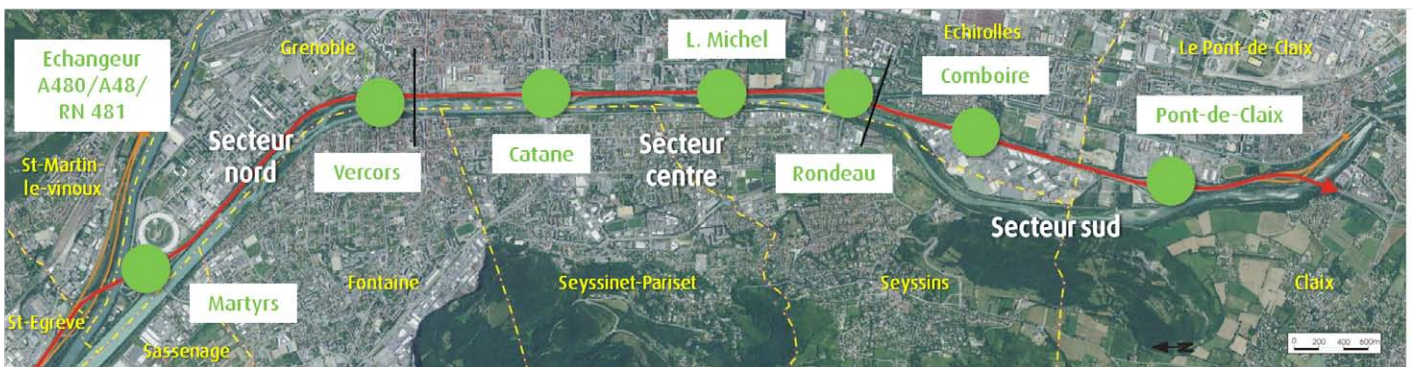 Grenoble
L. Michel
Echirolles
Le Pont-de-Claix
Echangeur
A480/A48/
RN 481
Comboire
Pont-de-Claix
Secteur
nord
St-Martin-
le-vinoux
Vercors
Catane
Secteur
centre
Rondeau
Secteur sud
Martyrs
Fontaine
Seyssinet-Pariset
Seyssins
Claix
St-Egrève
Sassenage
N
0 200 400 600m